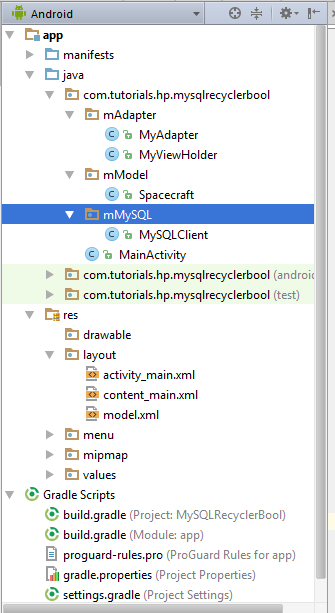 Android
app
manifests
java
com.tutorials.hp.mysqlrecyclerbool
mAdapter
MyAdapter
MyViewHolder
mModel
Spacecraft
mMySQL
MySQLClient
MainActivity
com.tutorials.hp.mysqlrecyclerbool (androi
com.tutorials.hp.mysqlrecyclerbool (test)
res
drawable
layout
activity_main.xml
content_main.xml
model.xml
menu
mipmap
values
Gradle Scripts
build.gradle (Project: MySQLRecyclerBool)
build.gradle (Module: app)
proguard-rules.pro (ProGuard Rules for app)
gradle.properties (Project Properties)
settings.gradle (Project Settings)